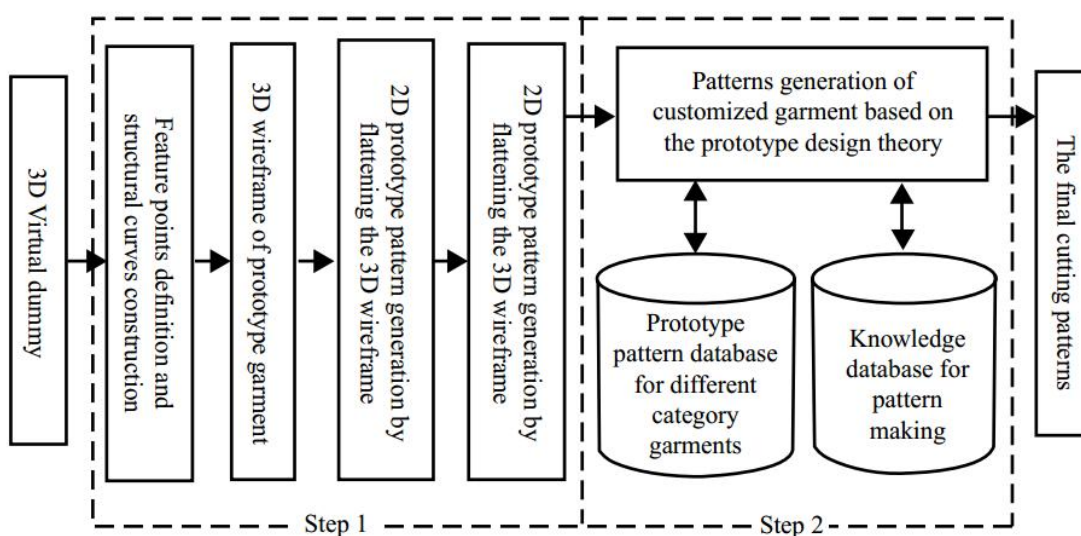 3D Virtual dummy
Feature points definition and
structural curves construction
3D wireframe of prototype garment
2D prototype pattern generation by
flattening the 3D wireframe
2D prototype pattern generation by
flattening the 3D wireframe
Step 1
Patterns generation of
customized garment based on
the prototype design theory
Prototype
pattern database
for different
category
garments
Knowledge
database for
pattern
making
Step 2
The final cutting patterns